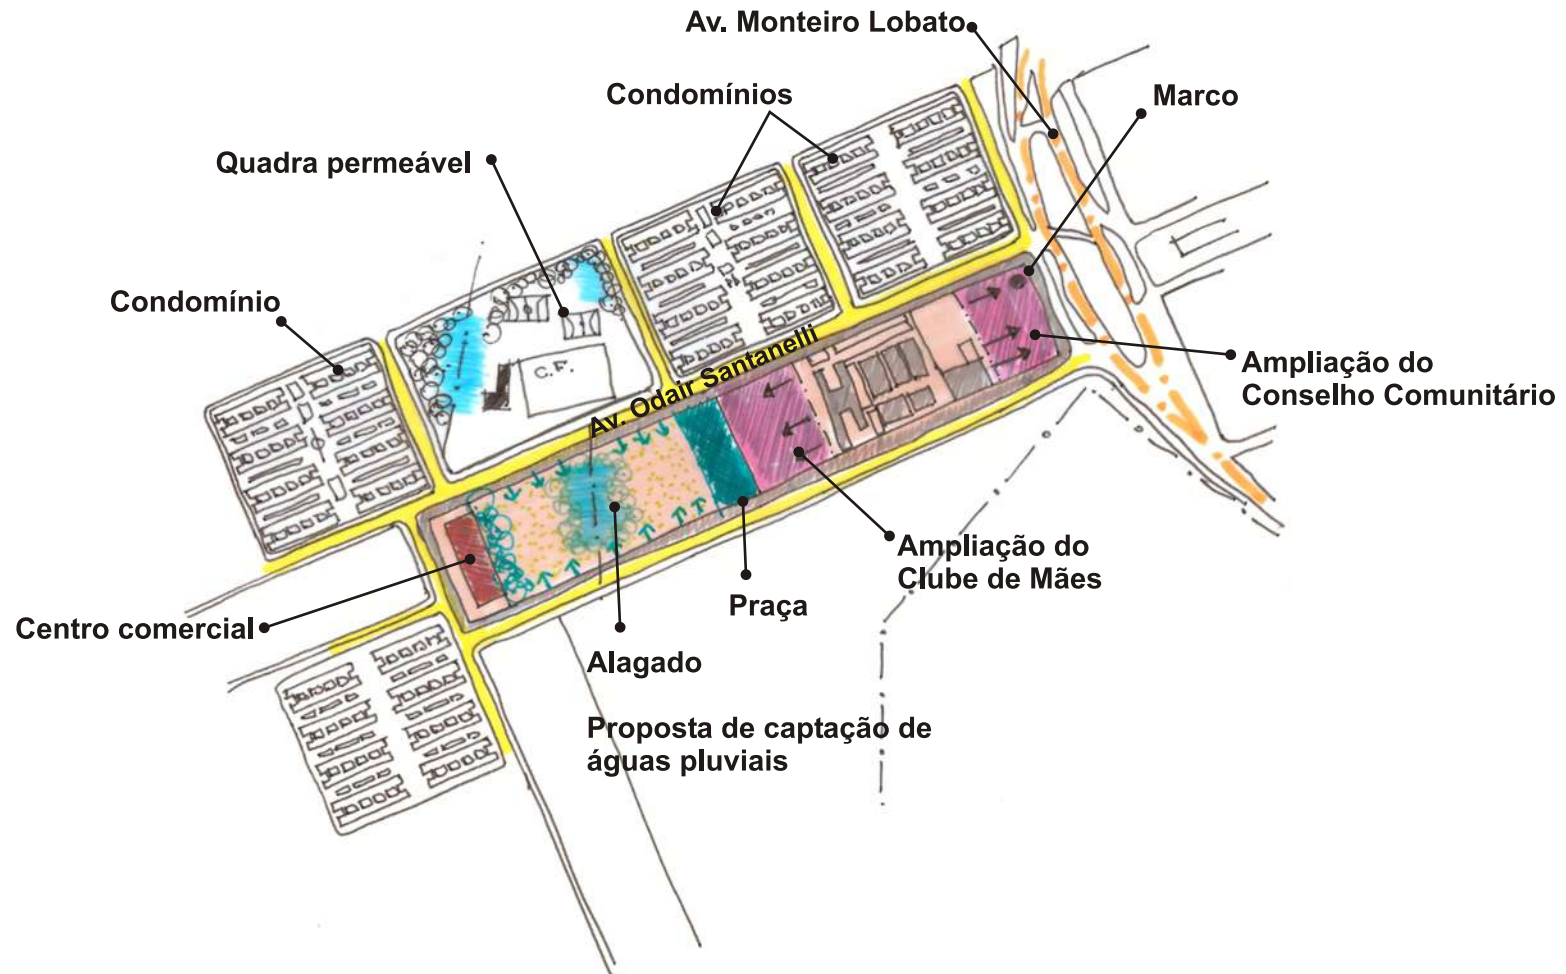 Av. Monteiro Lobato
Condomínios
Marco
Quadra permeável
Condomínio
C.F.
Av. Odair Santanelli
Ampliação do
Conselho Comunitário
Ampliação do
Clube de Mães
Praça
Centro comercial
Alagado
Proposta de captação de
águas pluviais